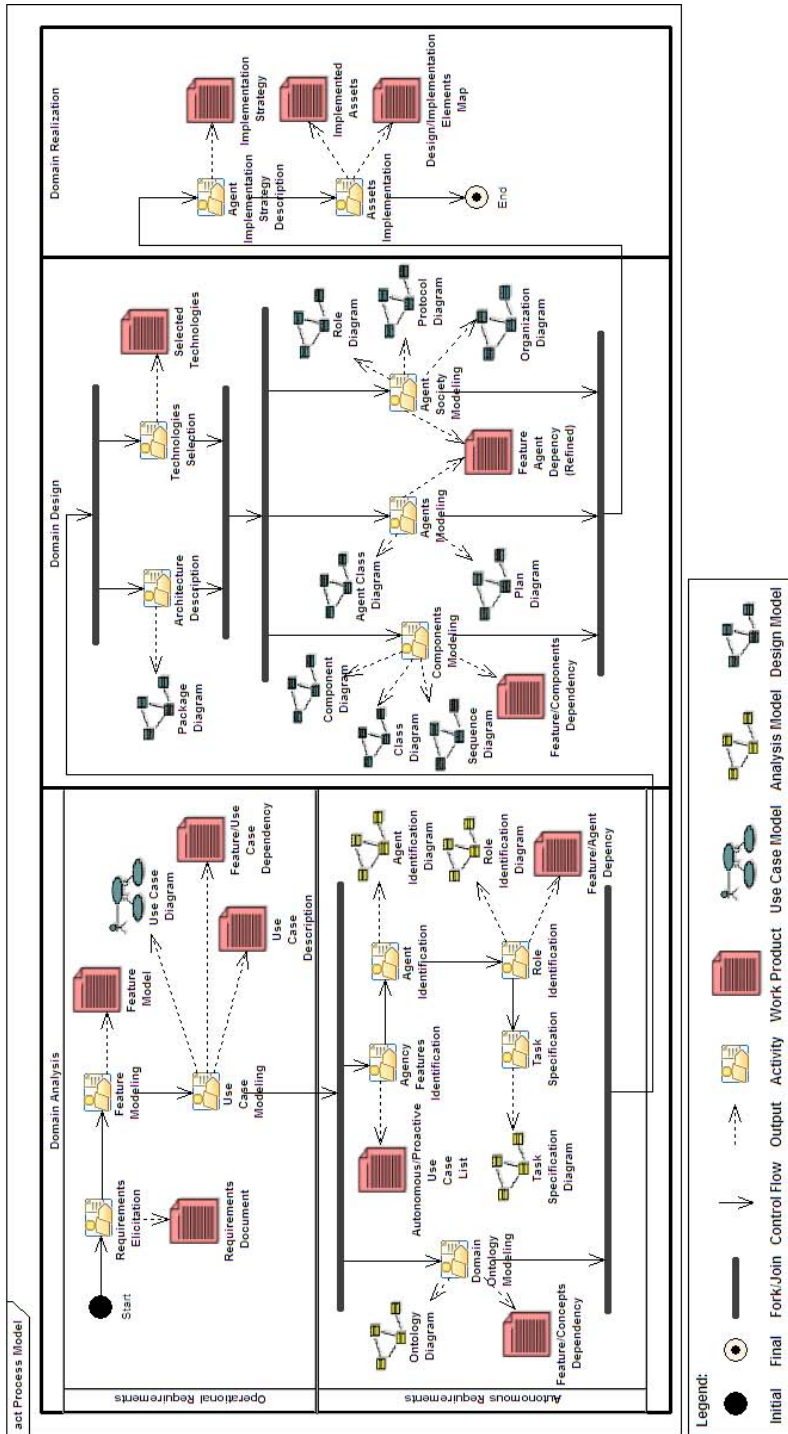 act Process Model
Domain Analysis
Operational Requirements
Start
Requirements
Elicitation
Requirements
Document
Feature
Modeling
Feature
Model
Use
Case
Modeling
Use Case
Diagram
Feature/Use
Case
Dependency
Use
Case
Description
Autonomous Requirements
Ontology
Diagram
Domain
Ontology
Modeling
Feature/Concepts
Dependency
Autonomous/Proactive
Use
Case
List
Agency
Features
Identification
Agent
Identification
Agent
Identification
Diagram
Task
Specification
Diagram
Task
Specification
Role
Identification
Role
Identification
Diagram
Feature/Agent
Depency
Domain Design
Package
Diagram
Architecture
Description
Technologies
Selection
Selected
Technologies
Component
Diagram
Class
Diagram
Sequence
Diagram
Components
Modeling
Feature/Components
Dependency
Agent Class
Diagram
Agents
Modeling
Plan
Diagram
Feature
Agent
Depency
(Refined)
Agent
Society
Modeling
Role
Diagram
Protocol
Diagram
Organization
Diagram
Domain Realization
Agent
Implementation
Strategy
Description
Implementation
Strategy
Assets
Implementation
Implemented
Assets
Design/Implementation
Elements
Map
End
Legend:
Initial
Final
Fork/Join
Control Flow
Output
Activity
Work Product
Use Case Model
Analysis Model
Design Model